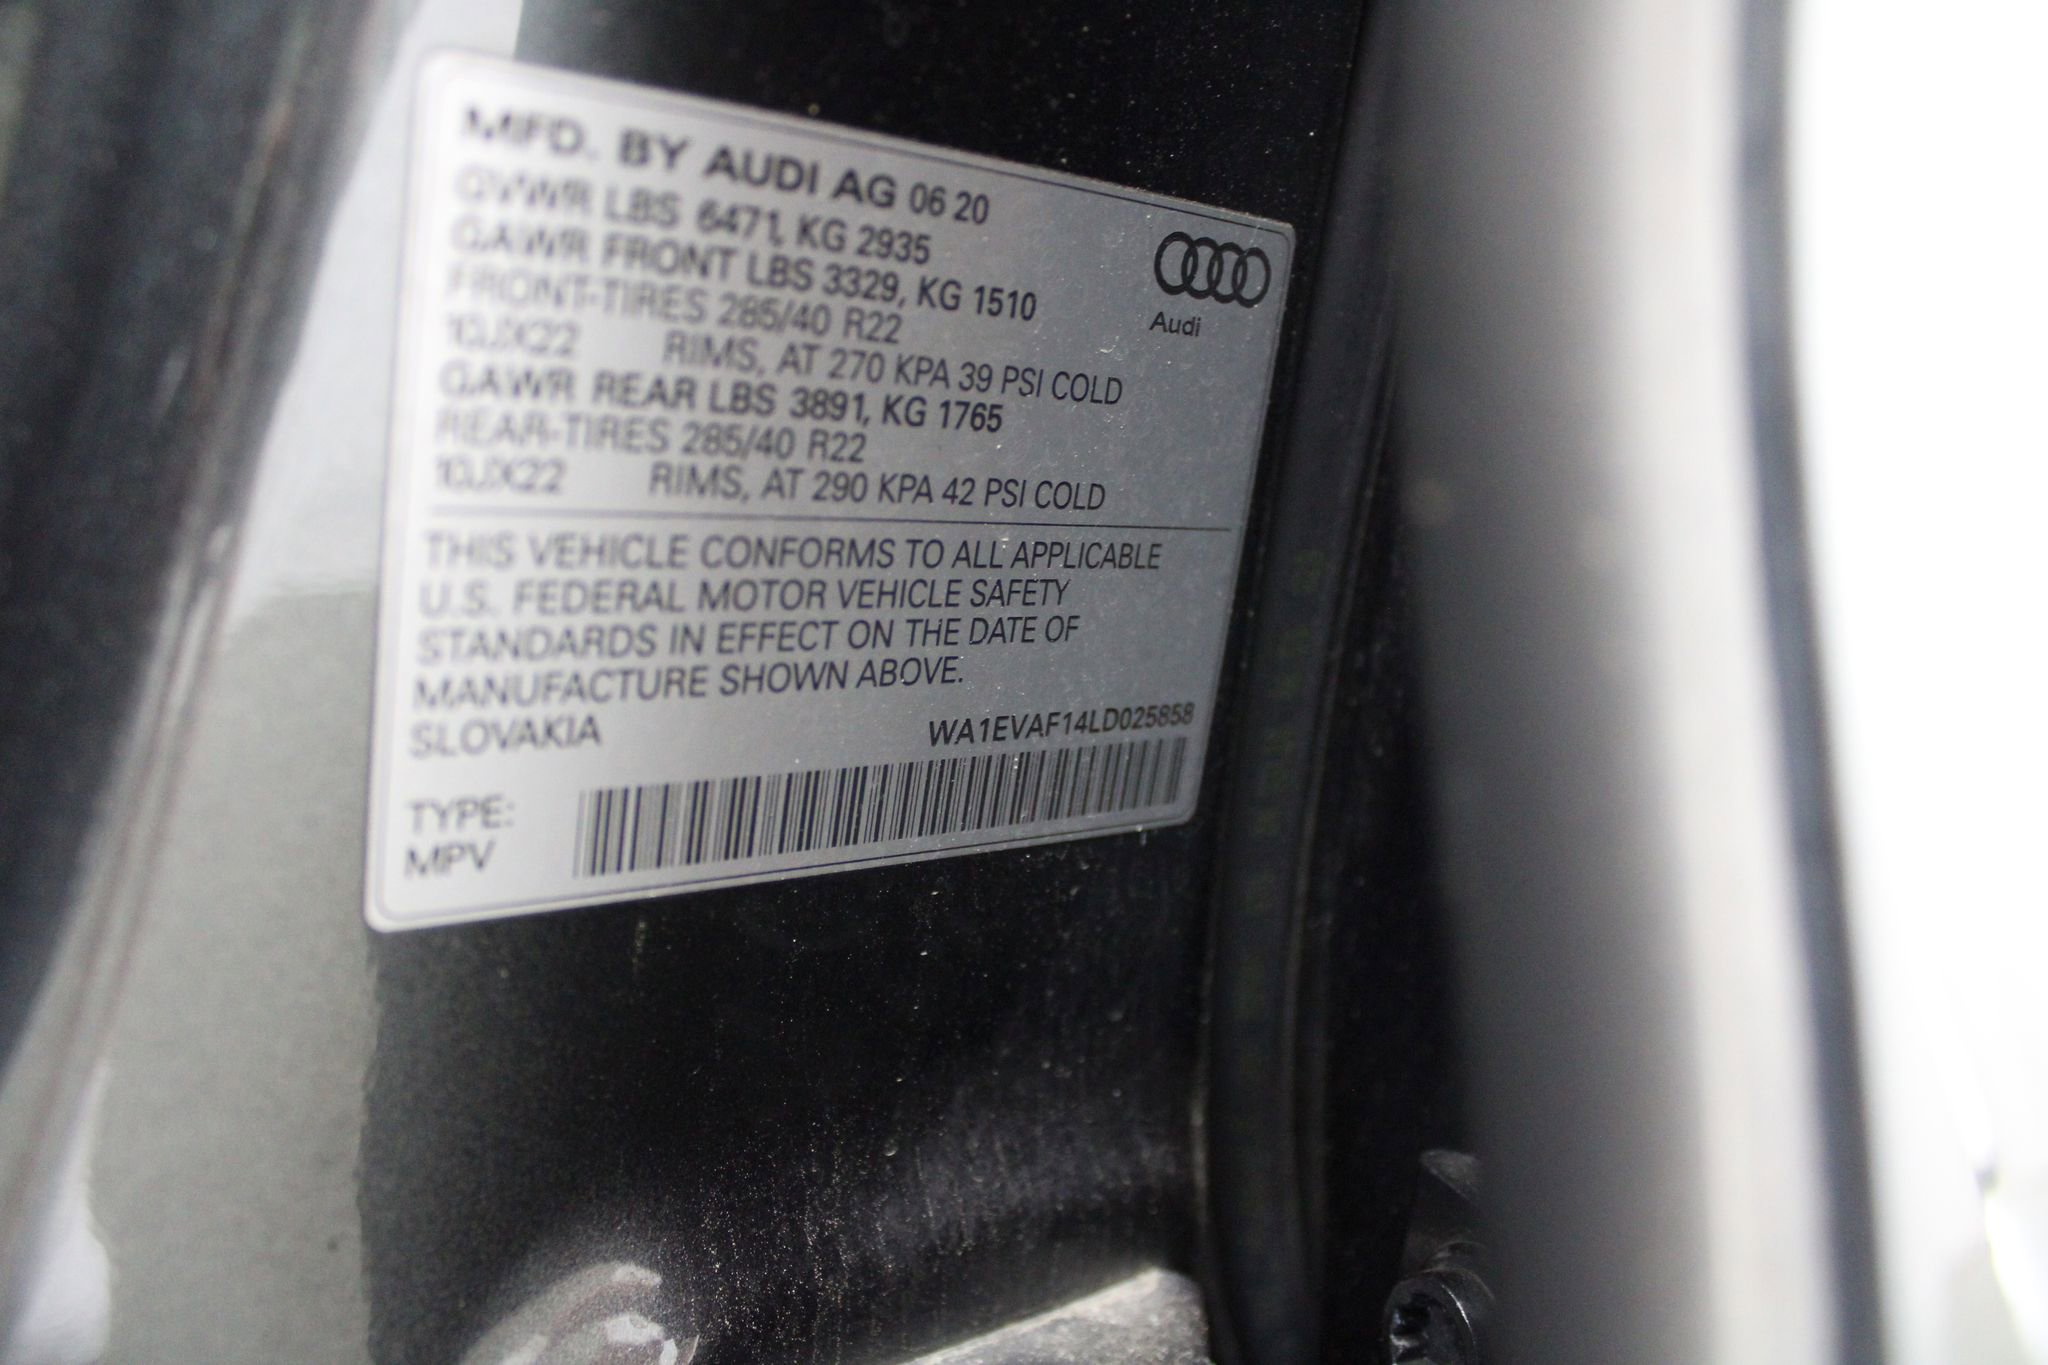 MFD. BY AUDI AG 06 20
GVWR LBS 6471, KG 2935
GAWR FRONT LBS 3329, KG 1510
FRONT-TIRES 285/40 R22
10JX22 RIMS, AT 270 KPA 39 PSI COLD
GAWR REAR LBS 3891, KG 1765
REAR-TIRES 285/40 R22
10JX22 RIMS, AT 290 KPA 42 PSI COLD
Audi
THIS VEHICLE CONFORMS TO ALL APPLICABLE
U.S. FEDERAL MOTOR VEHICLE SAFETY
STANDARDS IN EFFECT ON THE DATE OF
MANUFACTURE SHOWN ABOVE.
SLOVAKIA WA1EVAF14LD025858
TYPE:
MPV